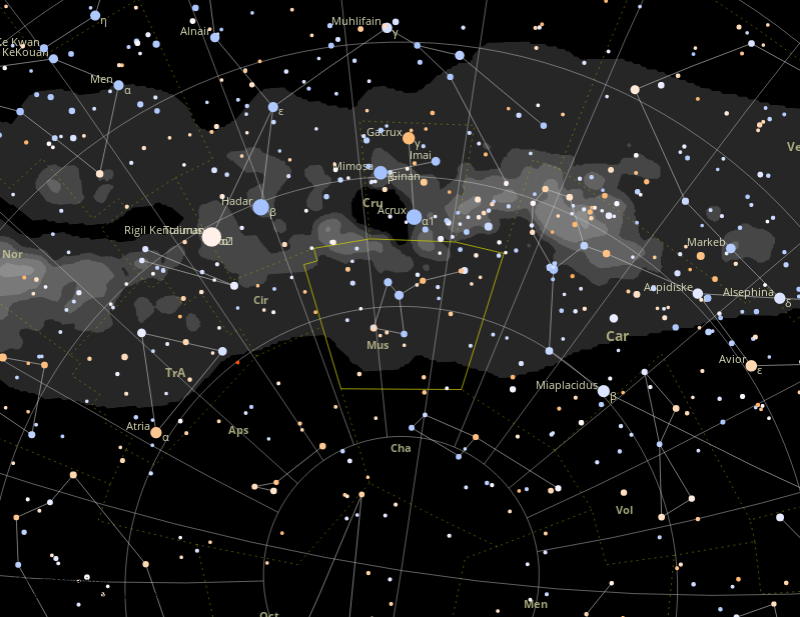 η
Muhlifain
γ
Alnair
Ke Kwan
KeKouan
Men
α
ε
Gacrux
γ
Imai
Mimosa
β
Ginan
Ve
Cru
Hadar
β
Acrux
α1
Rigil Kentaurus
Toliman
α2
Markeb
Nor
Cir
Aspidiske
Alsephina
δ
Car
Mus
Avior
ε
TrA
Miaplacidus
β
Atria
α
Aps
Cha
Vol
Men
Oct